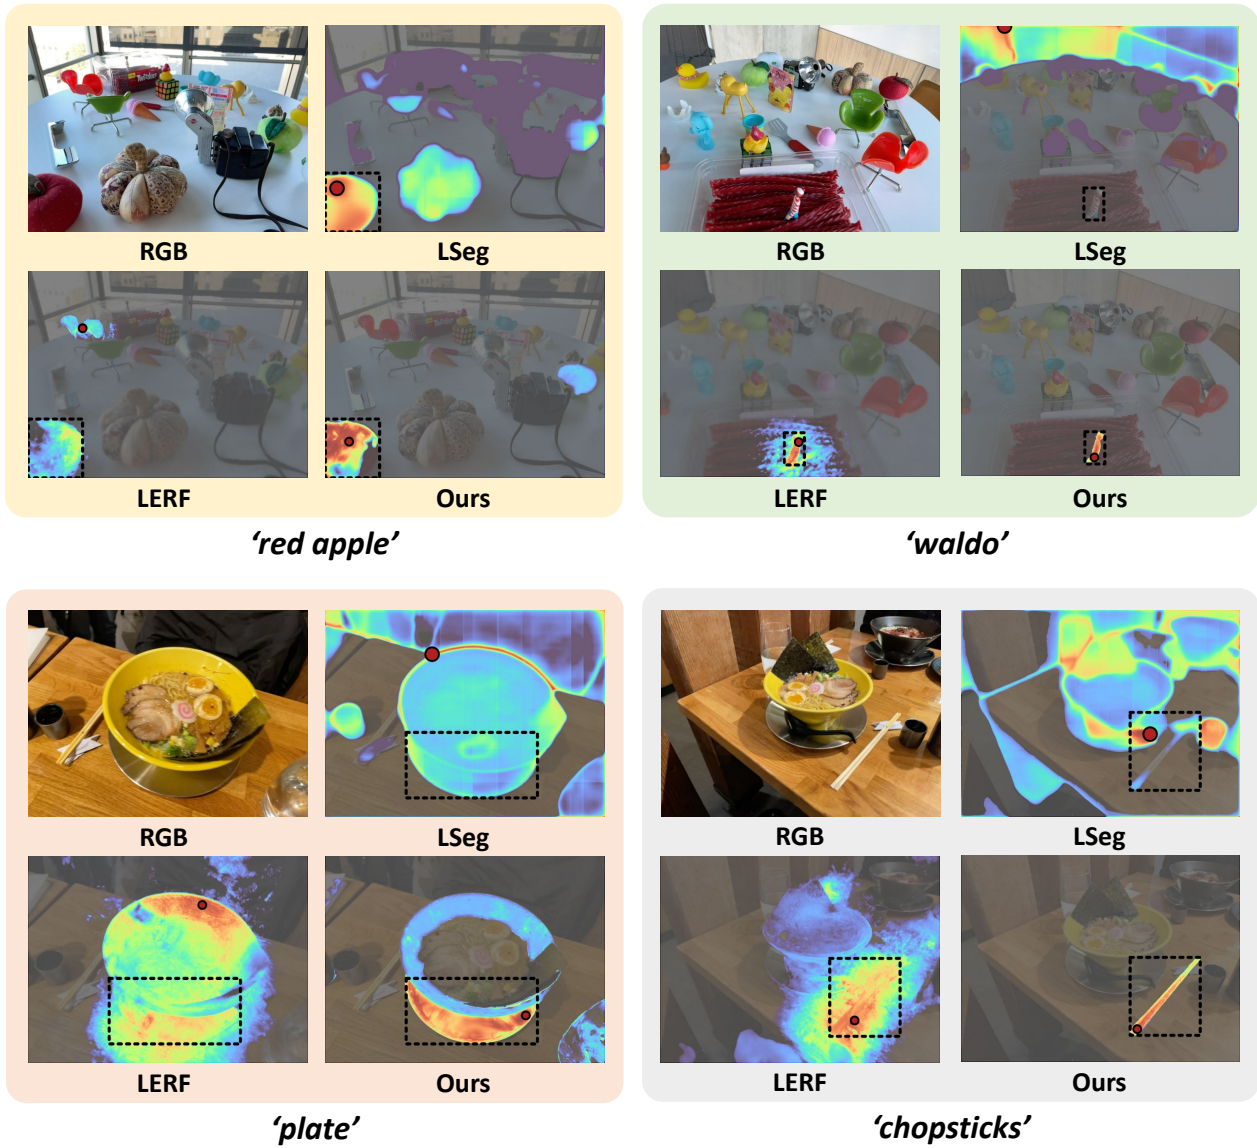 RGB
LSeg
LERF
Ours
'red apple'
RGB
LSeg
LERF
Ours
'waldo'
RGB
LSeg
LERF
Ours
'plate'
RGB
LSeg
LERF
Ours
'chopsticks'